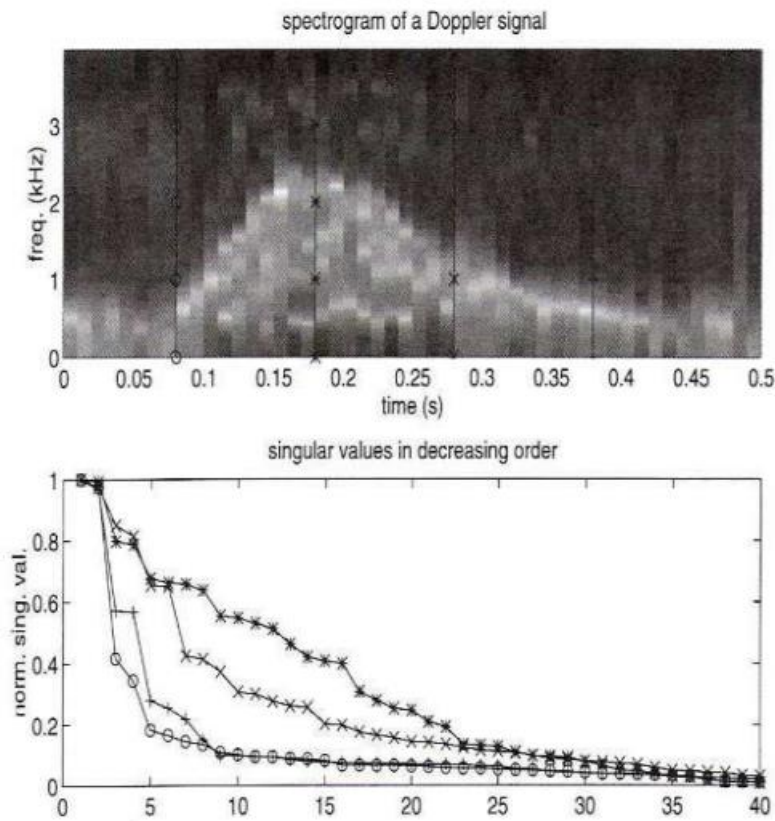 spectrogram of a Doppler signal
freq. (kHz)
3
2
1
0
0 0.05 0.1 0.15 0.2 0.25 0.3 0.35 0.4 0.45 0.5
time (s)
singular values in decreasing order
norm. sing. val.
1
0.8
0.6
0.4
0.2
0
0 5 10 15 20 25 30 35 40